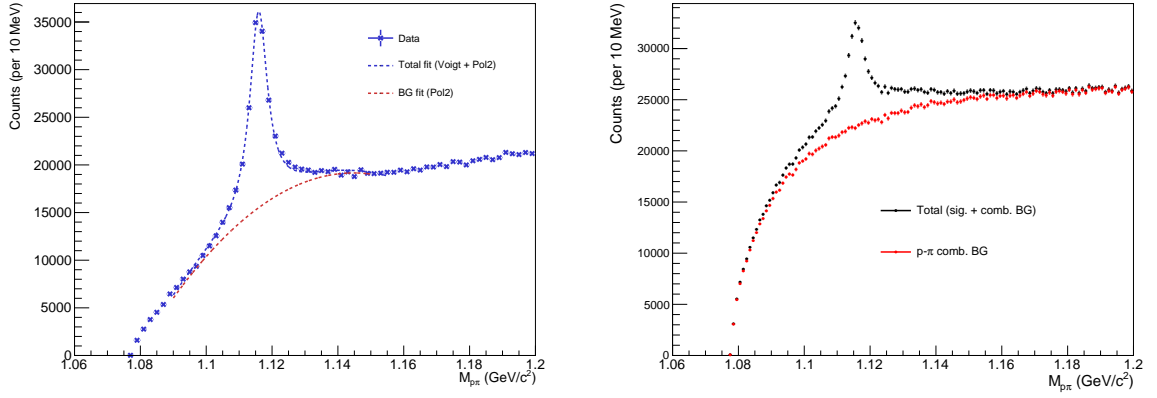 Counts (per 10 MeV)
35000
30000
25000
20000
15000
10000
5000
0
Data
Total fit (Voigt + Pol2)
BG fit (Pol2)
1.06 1.08 1.1 1.12 1.14 1.16 1.18 1.2
M_pπ (GeV/c²)
Counts (per 10 MeV)
30000
25000
20000
15000
10000
5000
0
Total (sig. + comb. BG)
p-π comb. BG
1.06 1.08 1.1 1.12 1.14 1.16 1.18 1.2
M_pπ (GeV/c²)